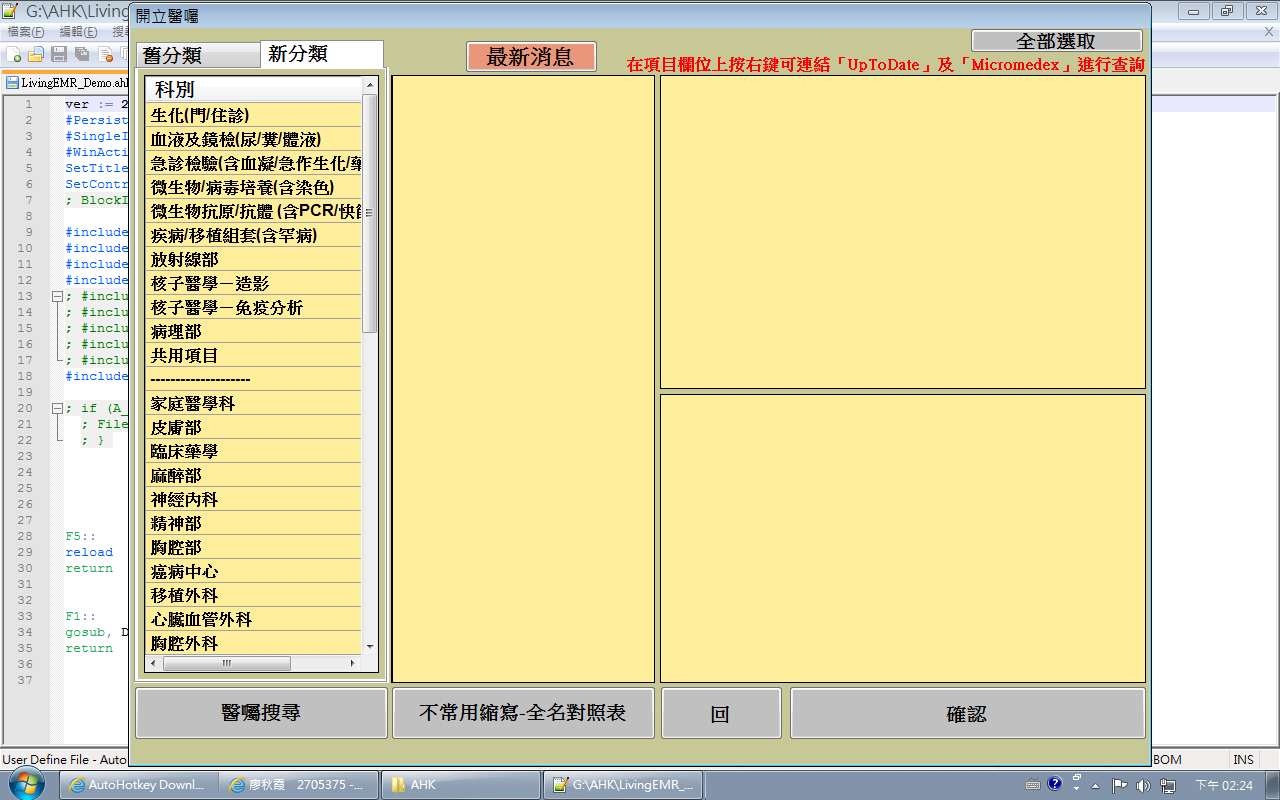 G:\AHK\Living
開立醫囑
檔案(F) 編輯(E) 搜尋
X
舊分類
新分類
最新消息
全部選取
在項目欄位上按右鍵可連結「UpToDate」及「Micromedex」進行查詢
LivingEMR_Demo.ahk
科別
生化(門/住診)
血液及鏡檢(尿/糞/體液)
急診檢驗(含血凝/急作生化/藥
微生物/病毒培養(含染色)
微生物抗原/抗體 (含PCR/快篩
疾病/移植組套(含罕病)
放射線部
核子醫學－造影
核子醫學－免疫分析
病理部
共用項目
--------------------
家庭醫學科
皮膚部
臨床藥學
麻醉部
神經內科
精神部
胸腔部
癌病中心
移植外科
心臟血管外科
胸腔外科
1 ver := 2
2 #Persist
3 #SingleI
4 #WinActi
5 SetTitle
6 SetContr
7 ; BlockI
8
9 #include
10 #include
11 #include
12 #include
13 ; #inclu
14 ; #inclu
15 ; #inclu
16 ; #inclu
17 ; #inclu
18 #include
19
20 ; if (A_
21 ; File
22 ; }
23
24
25
26
27
28 F5::
29 reload
30 return
31
32
33 F1::
34 gosub, D
35 return
36
37
醫囑搜尋
不常用縮寫-全名對照表
回
確認
User Define File - Auto
BOM
INS
AutoHotkey Downl...
廖秋霞 2705375 -...
AHK
G:\AHK\LivingEMR_...
下午 02:24